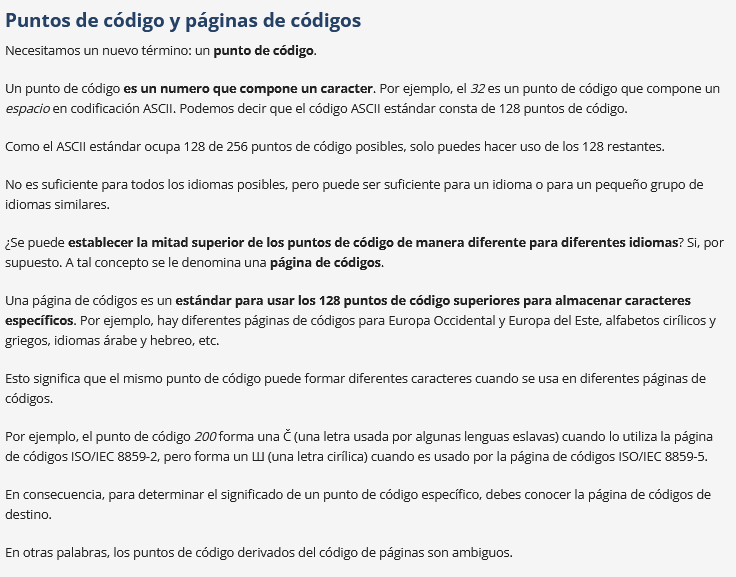 Puntos de código y páginas de códigos
Necesitamos un nuevo término: un punto de código.
Un punto de código es un numero que compone un caracter. Por ejemplo, el 32 es un punto de código que compone un
espacio en codificación ASCII. Podemos decir que el código ASCII estándar consta de 128 puntos de código.
Como el ASCII estándar ocupa 128 de 256 puntos de código posibles, solo puedes hacer uso de los 128 restantes.
No es suficiente para todos los idiomas posibles, pero puede ser suficiente para un idioma o para un pequeño grupo de
idiomas similares.
¿Se puede establecer la mitad superior de los puntos de código de manera diferente para diferentes idiomas? Si, por
supuesto. A tal concepto se le denomina una página de códigos.
Una página de códigos es un estándar para usar los 128 puntos de código superiores para almacenar caracteres
específicos. Por ejemplo, hay diferentes páginas de códigos para Europa Occidental y Europa del Este, alfabetos cirílicos y
griegos, idiomas árabe y hebreo, etc.
Esto significa que el mismo punto de código puede formar diferentes caracteres cuando se usa en diferentes páginas de
códigos.
Por ejemplo, el punto de código 200 forma una Č (una letra usada por algunas lenguas eslavas) cuando lo utiliza la página
de códigos ISO/IEC 8859-2, pero forma un Ш (una letra cirílica) cuando es usado por la página de códigos ISO/IEC 8859-5.
En consecuencia, para determinar el significado de un punto de código específico, debes conocer la página de códigos de
destino.
En otras palabras, los puntos de código derivados del código de páginas son ambiguos.